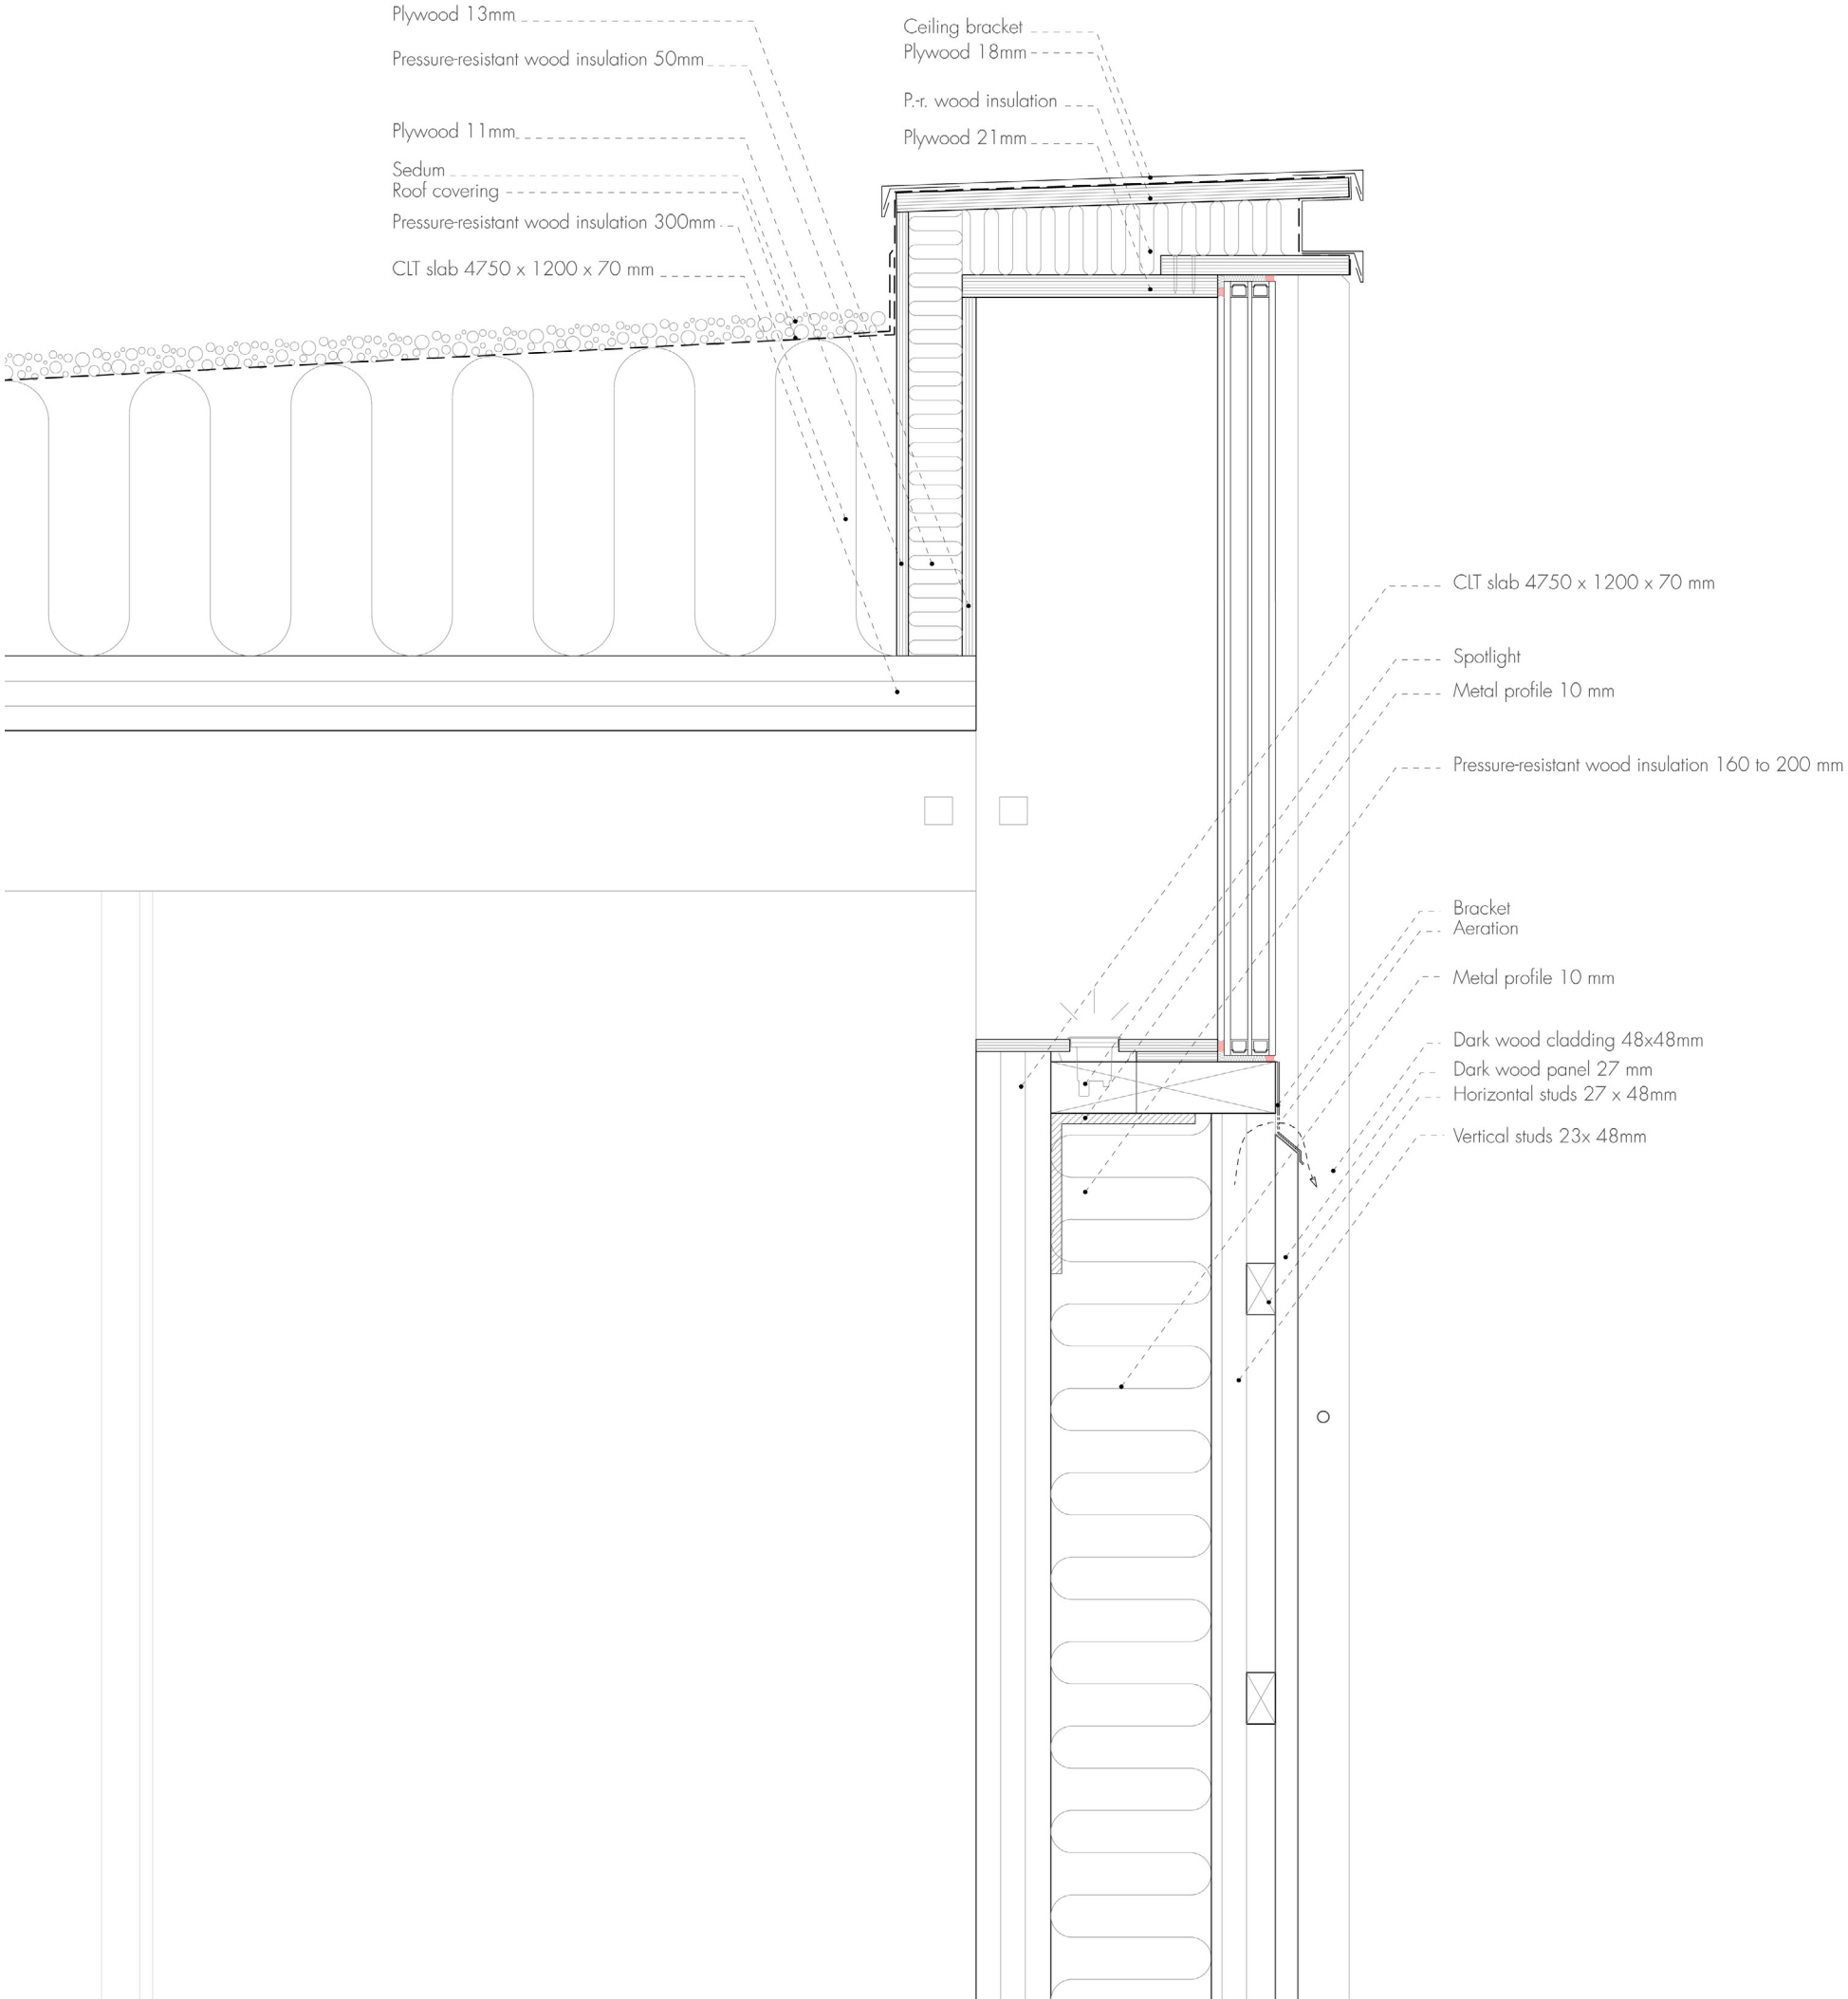 Plywood 13mm
Pressure-resistant wood insulation 50mm
Plywood 11mm
Sedum
Roof covering
Pressure-resistant wood insulation 300mm
CLT slab 4750 x 1200 x 70 mm
Ceiling bracket
Plywood 18mm
P.-r. wood insulation
Plywood 21mm
CLT slab 4750 x 1200 x 70 mm
Spotlight
Metal profile 10 mm
Pressure-resistant wood insulation 160 to 200 mm
Bracket
Aeration
Metal profile 10 mm
Dark wood cladding 48x48mm
Dark wood panel 27 mm
Horizontal studs 27 x 48mm
Vertical studs 23x 48mm